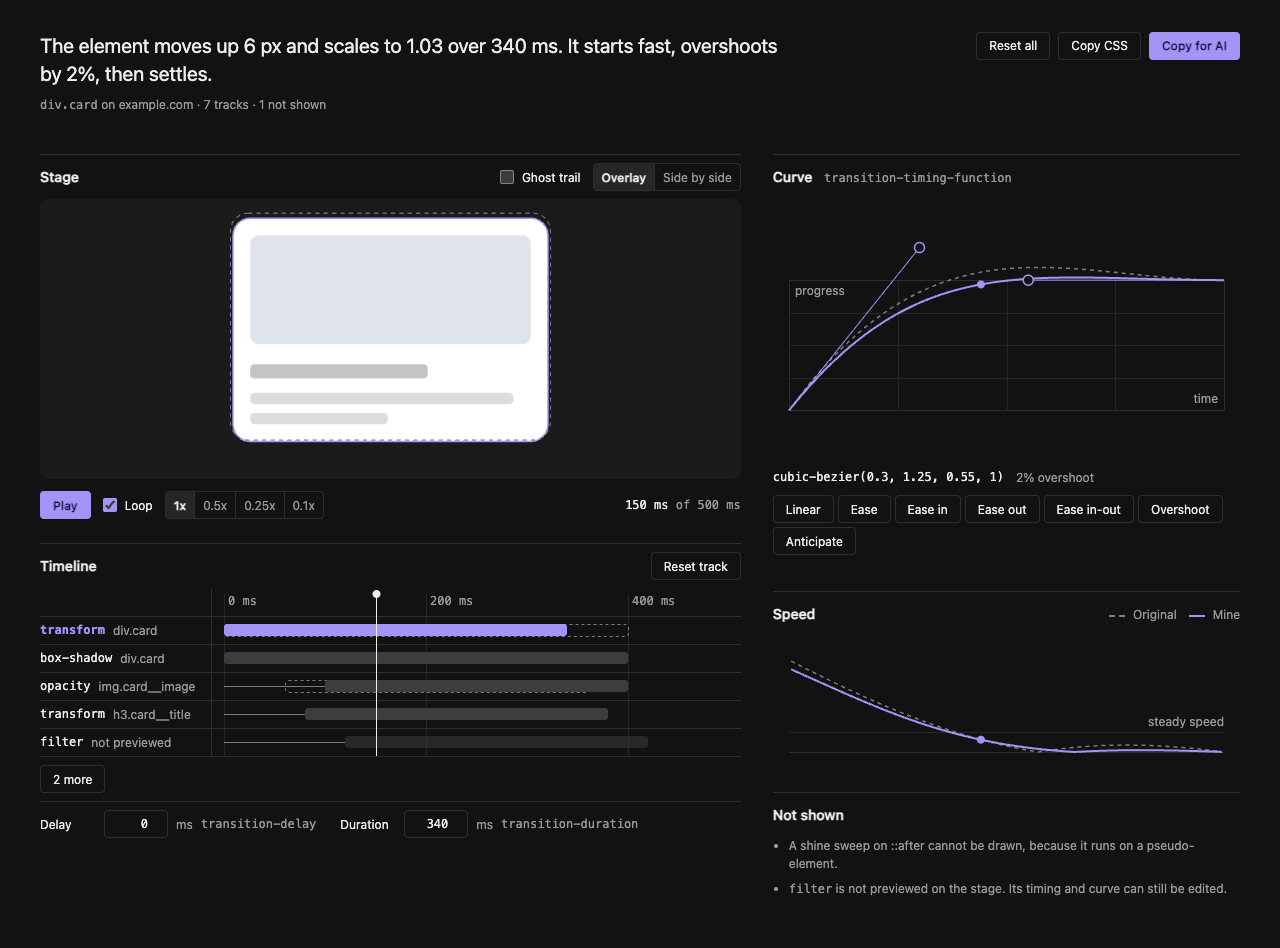 The element moves up 6 px and scales to 1.03 over 340 ms. It starts fast, overshoots
by 2%, then settles.
div.card on example.com · 7 tracks · 1 not shown
Reset all
Copy CSS
Copy for AI
Stage
Ghost trail
Overlay
Side by side
Play
Loop
1x
0.5x
0.25x
0.1x
150 ms of 500 ms
Timeline
Reset track
0 ms
200 ms
400 ms
transform div.card
box-shadow div.card
opacity img.card__image
transform h3.card__title
filter not previewed
2 more
Delay
0
ms transition-delay
Duration
340
ms transition-duration
Curve transition-timing-function
progress
time
cubic-bezier(0.3, 1.25, 0.55, 1) 2% overshoot
Linear
Ease
Ease in
Ease out
Ease in-out
Overshoot
Anticipate
Speed
Original
Mine
steady speed
Not shown
• A shine sweep on ::after cannot be drawn, because it runs on a pseudo-
element.
• filter is not previewed on the stage. Its timing and curve can still be edited.